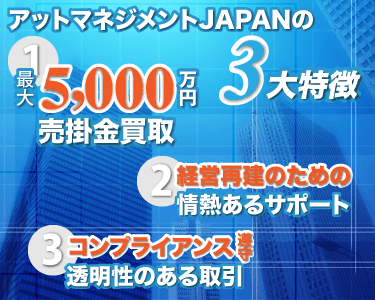 アットマネジメントJAPANの
3大特徴
1
最大5,000万円
売掛金買取
2
経営再建のための
情熱あるサポート
3
コンプライアンス遵守
透明性のある取引